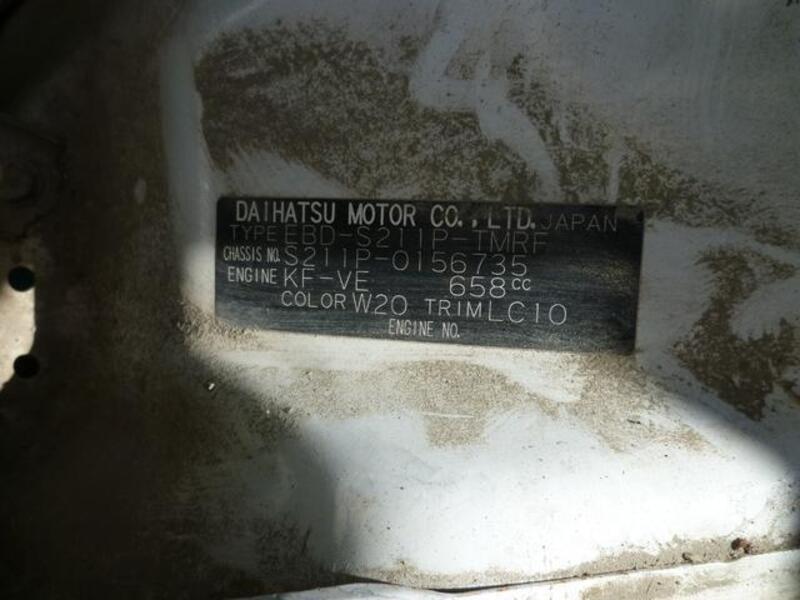 DAIHATSU MOTOR CO., LTD. JAPAN
TYPE EBD-S211P-TMRF
CHASSIS NO. S211P-0156735
ENGINE KF-VE 658cc
COLOR W20 TRIM LC10
ENGINE NO.